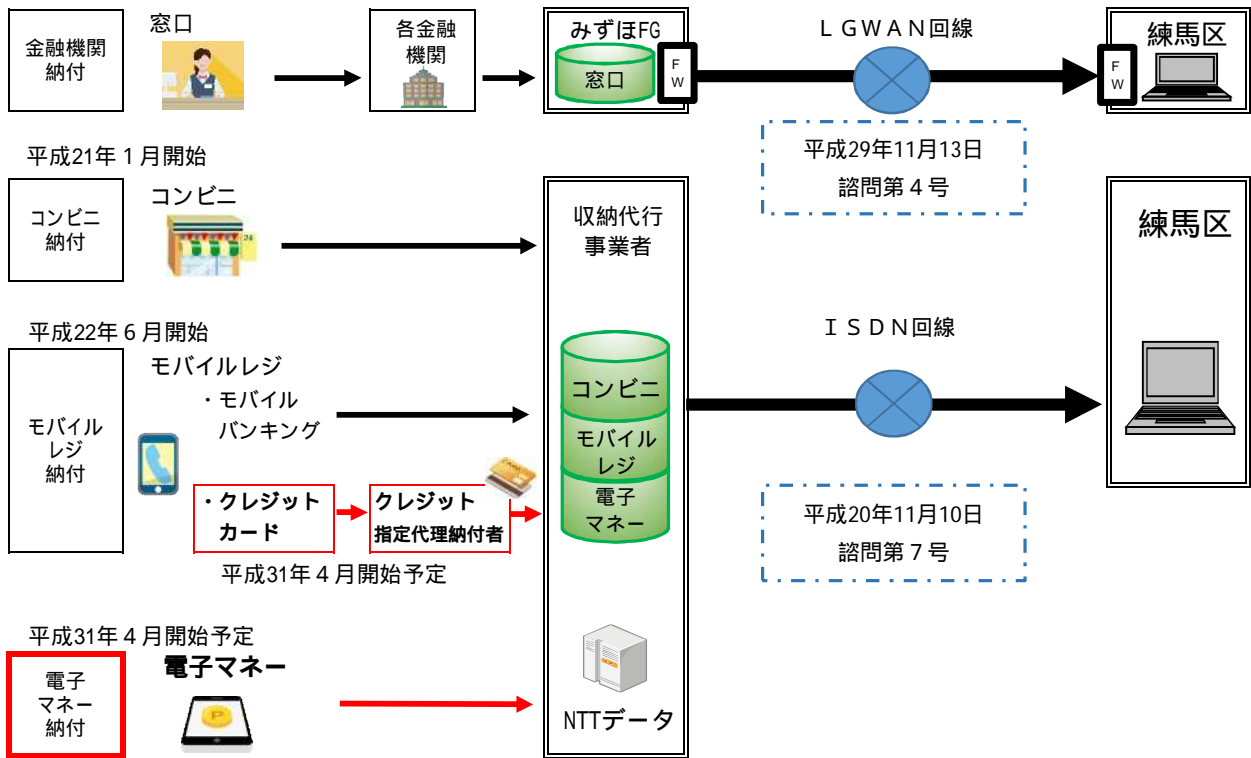 金融機関
納付
窓口
各金融
機関
みずほFG
窓口
F
W
ＬGWAN回線
F
W
練馬区
平成29年11月13日
諮問第４号
平成21年１月開始
コンビニ
納付
コンビニ
24
収納代行
事業者
練馬区
平成22年６月開始
モバイル
レジ
納付
モバイルレジ
・モバイル
バンキング
・クレジット
カード
クレジット
指定代理納付者
平成31年４月開始予定
コンビニ
モバイル
レジ
電子
マネー
ＩＳＤＮ回線
平成20年11月10日
諮問第７号
平成31年４月開始予定
電子
マネー
納付
電子マネー
P
NTTデータ